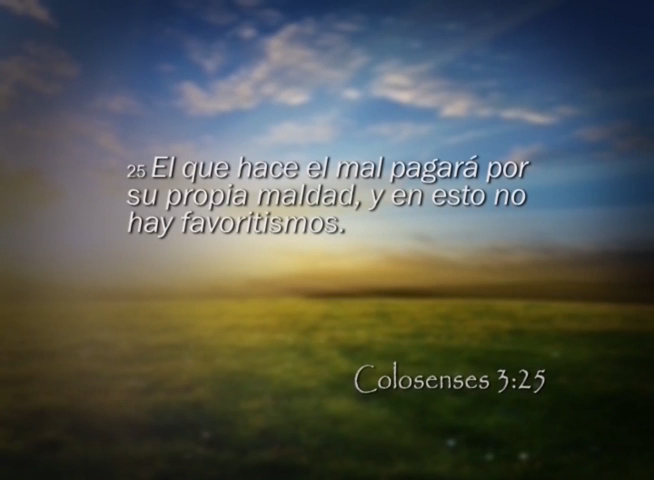 25 El que hace el mal pagará por
su propia maldad, y en esto no
hay favoritismos.
Colosenses 3:25